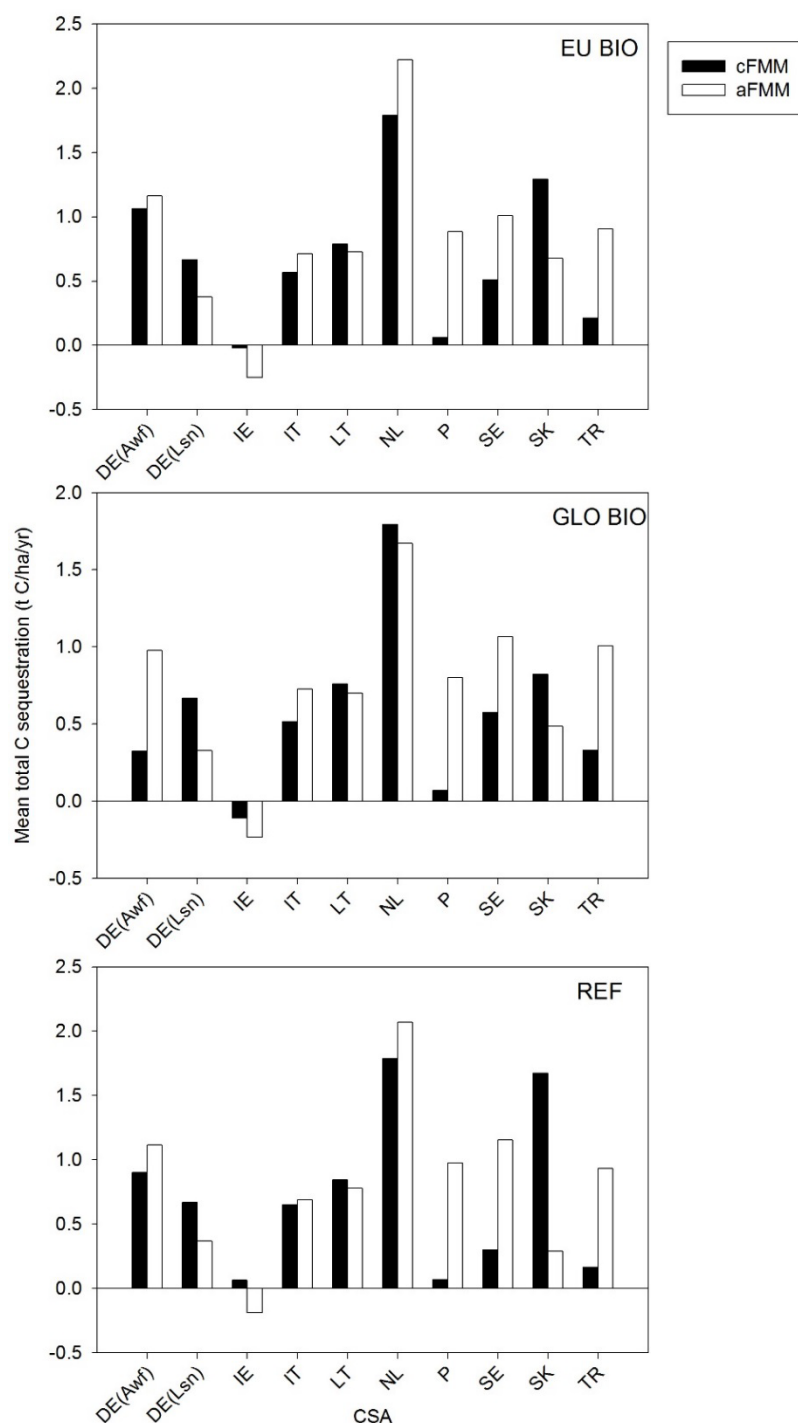 EU BIO
cFMM
aFMM
2.5
2.0
1.5
1.0
0.5
0.0
-0.5
DE(Awf)
DE(Lsn)
IE
IT
LT
NL
P
SE
SK
TR
GLO BIO
Mean total C sequestration (t C/ha/yr)
2.0
1.5
1.0
0.5
0.0
-0.5
DE(Awf)
DE(Lsn)
IE
IT
LT
NL
P
SE
SK
TR
REF
2.5
2.0
1.5
1.0
0.5
0.0
-0.5
DE(Awf)
DE(Lsn)
IE
IT
LT
NL
P
SE
SK
TR
CSA